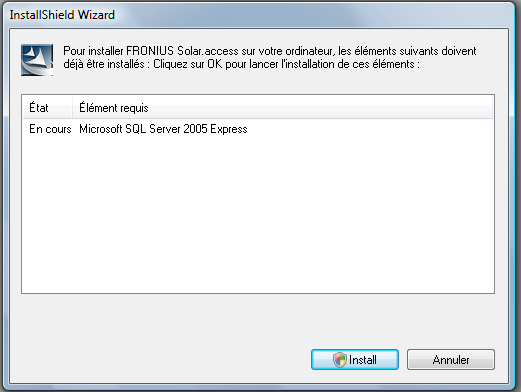 InstallShield Wizard
Pour installer FRONIUS Solar.access sur votre ordinateur, les éléments suivants doivent
déjà être installés : Cliquez sur OK pour lancer l'installation de ces éléments :
État Élément requis
En cours Microsoft SQL Server 2005 Express
Install Annuler